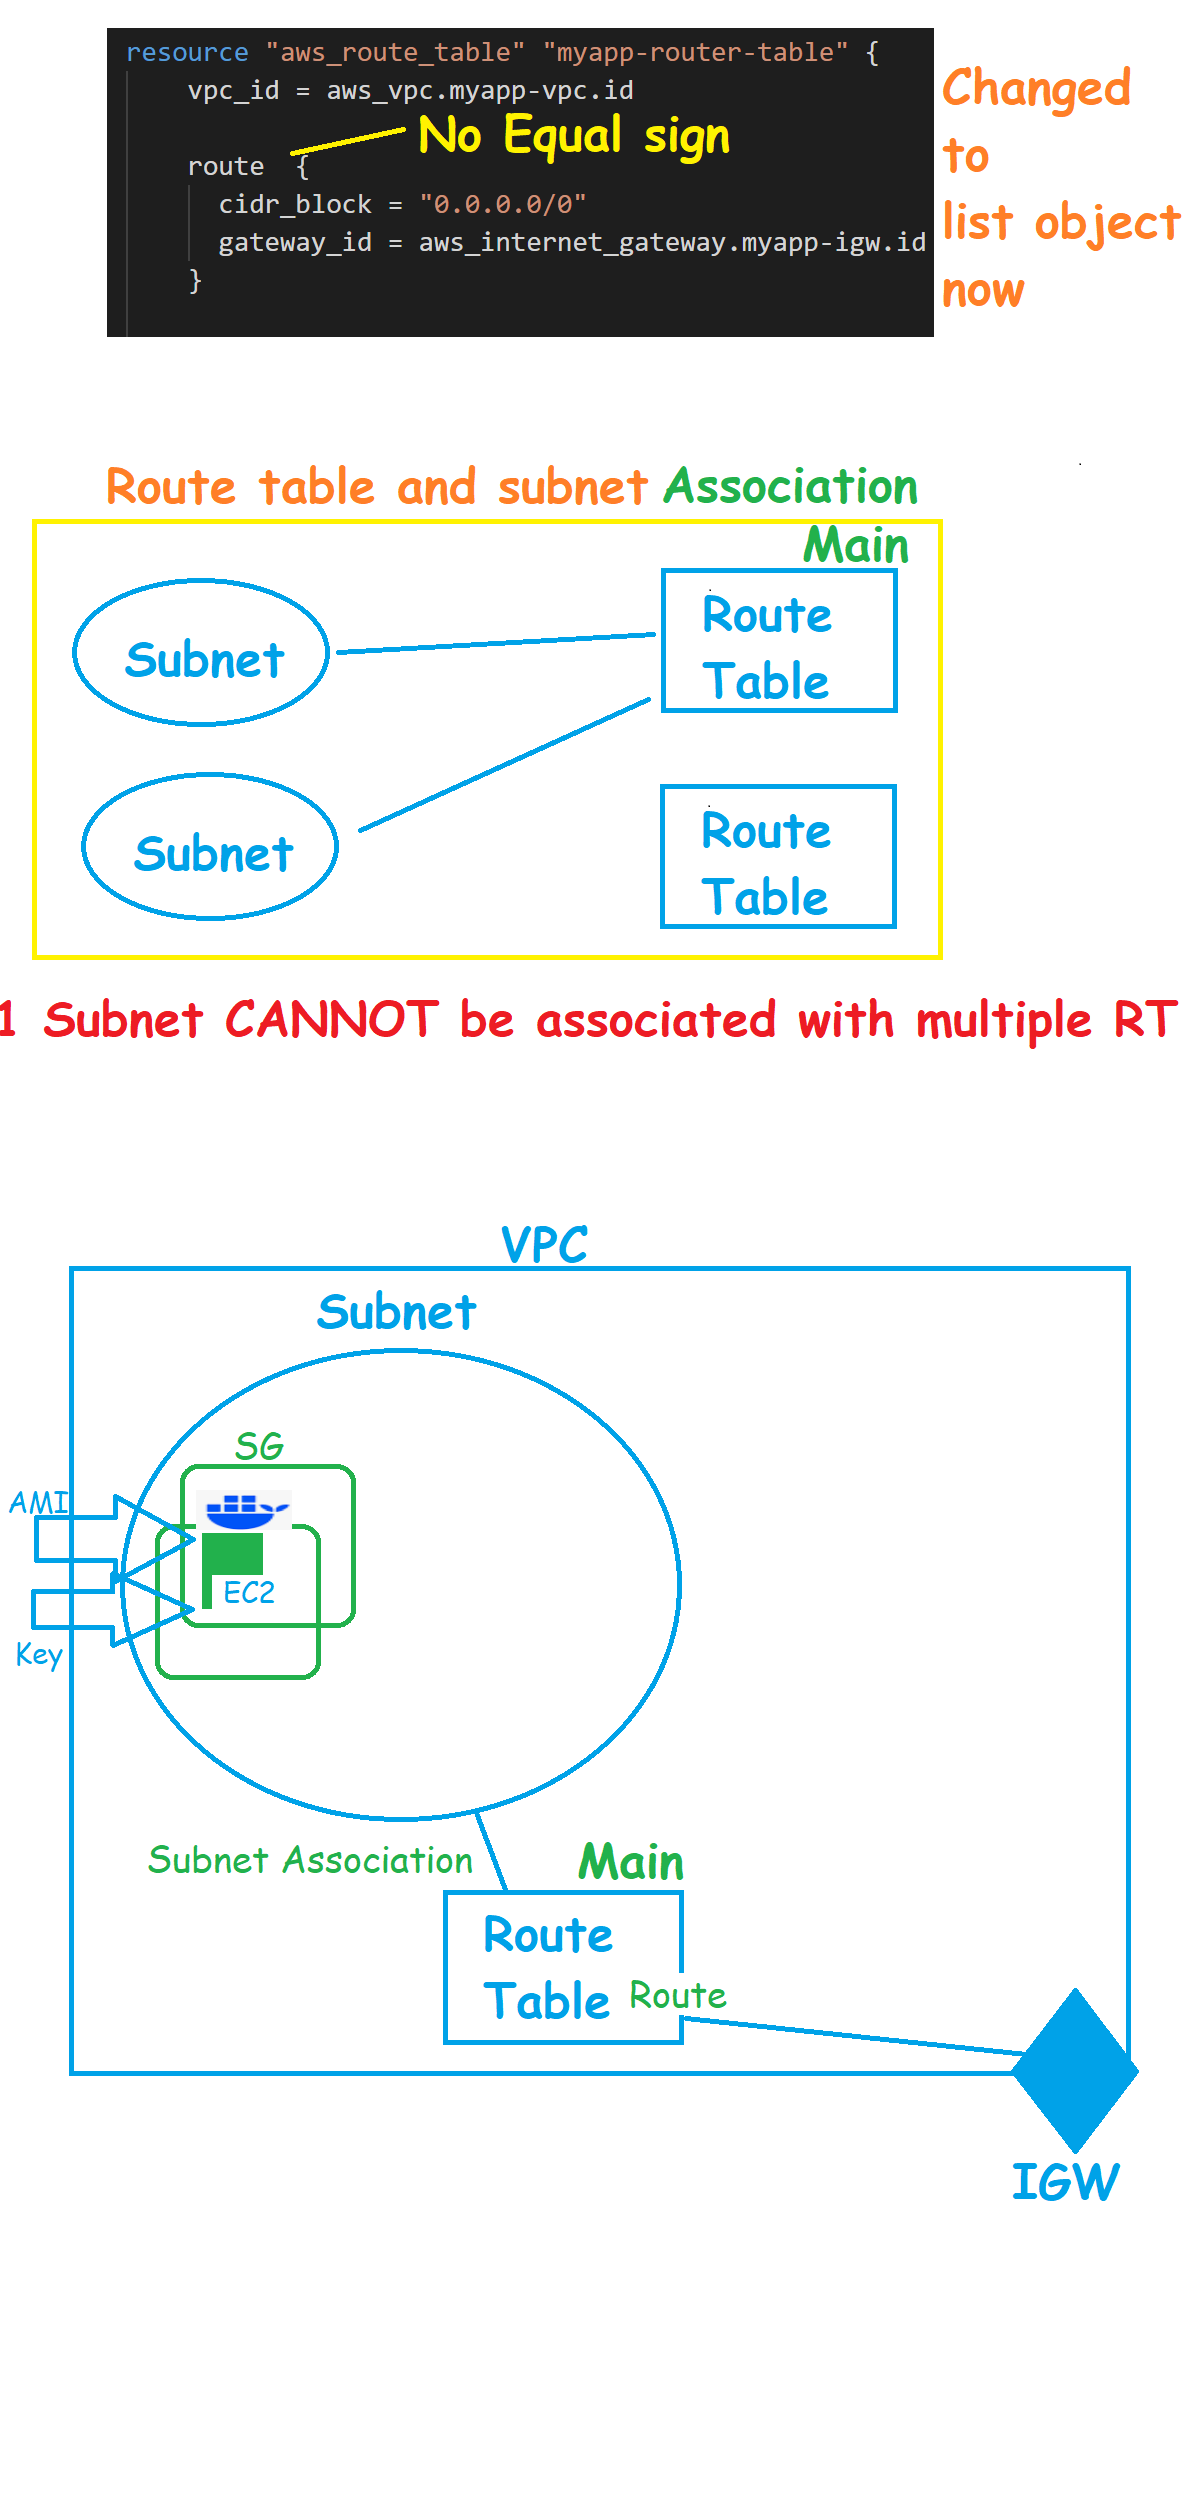 resource "aws_route_table" "myapp-router-table" {
vpc_id = aws_vpc.myapp-vpc.id
No Equal sign
route {
cidr_block = "0.0.0.0/0"
gateway_id = aws_internet_gateway.myapp-igw.id
}
Changed
to
list object
now
Route table and subnet Association
Main
Route
Table
Subnet
Subnet
Route
Table
1 Subnet CANNOT be associated with multiple RT
VPC
Subnet
SG
AMI
EC2
Key
Subnet Association
Main
Route
Table
Route
IGW